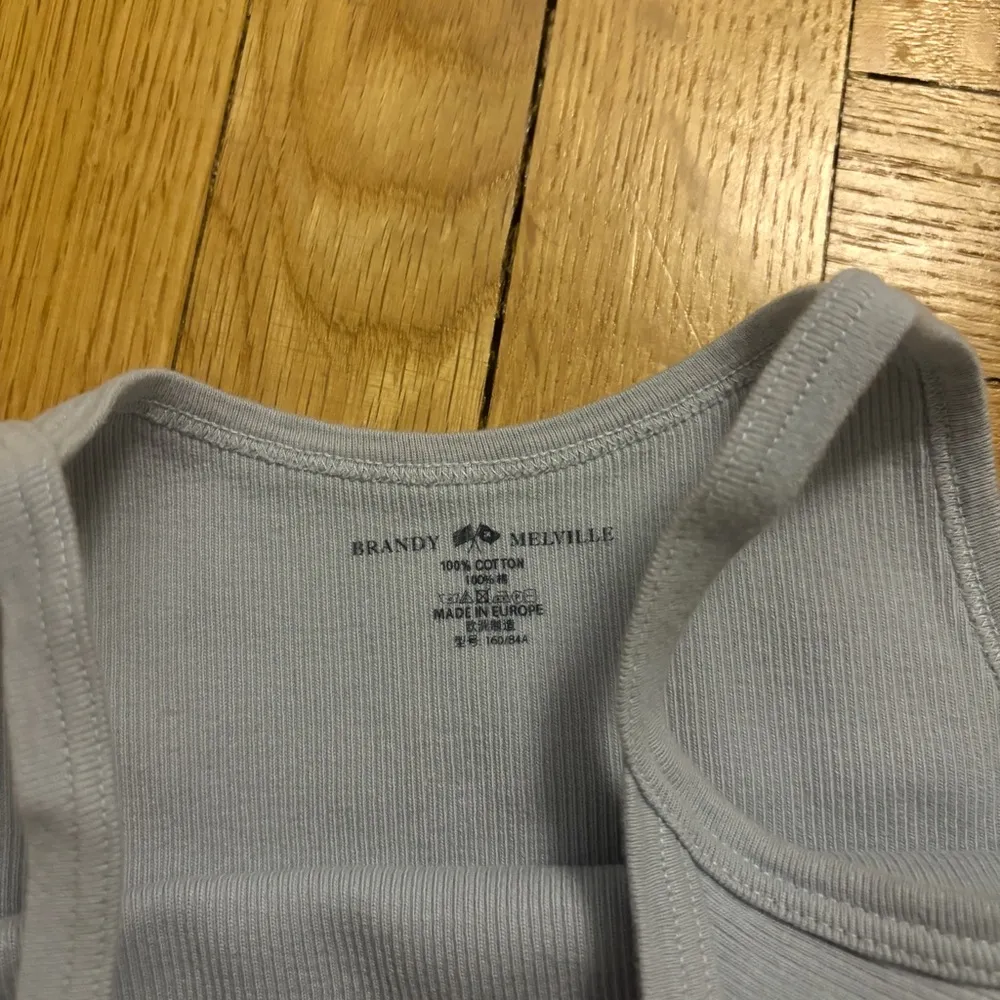 BRANDY MELVILLE
100% COTTON
100% 棉
MADE IN EUROPE
欧洲制造
型号: 160/84A